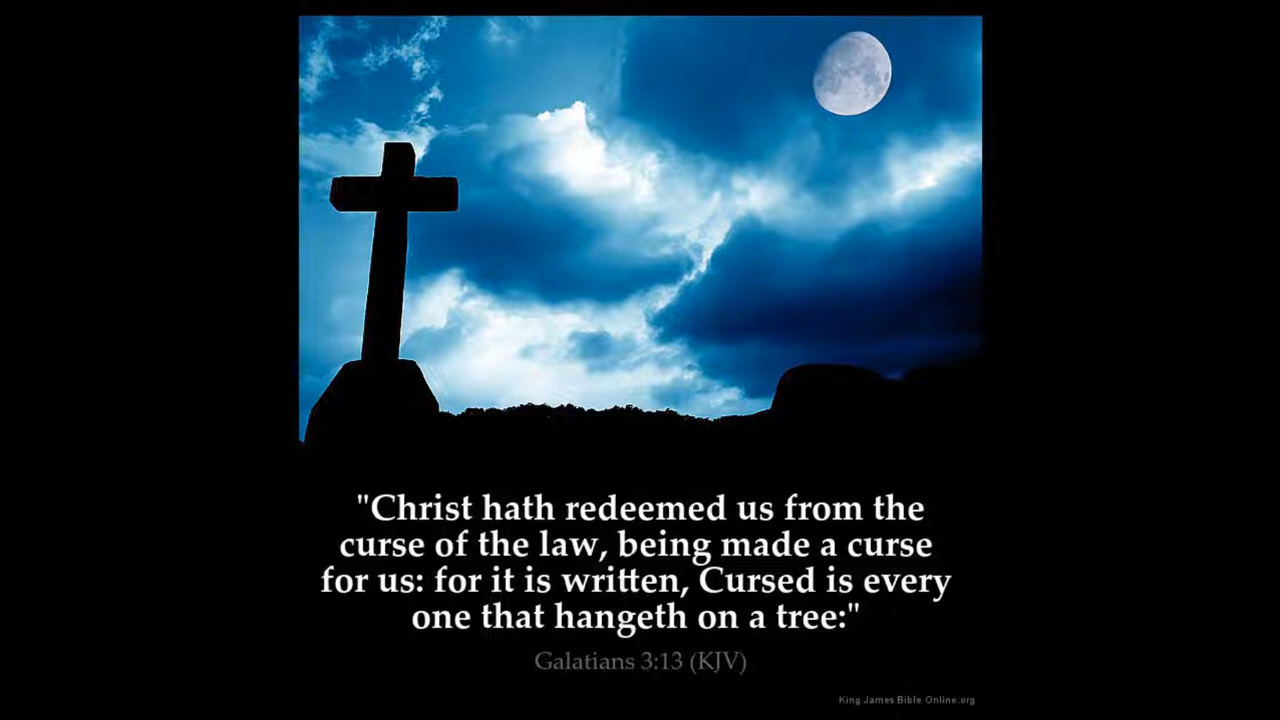 "Christ hath redeemed us from the
curse of the law, being made a curse
for us: for it is written, Cursed is every
one that hangeth on a tree:"
Galatians 3:13 (KJV)
King James Bible Online.org